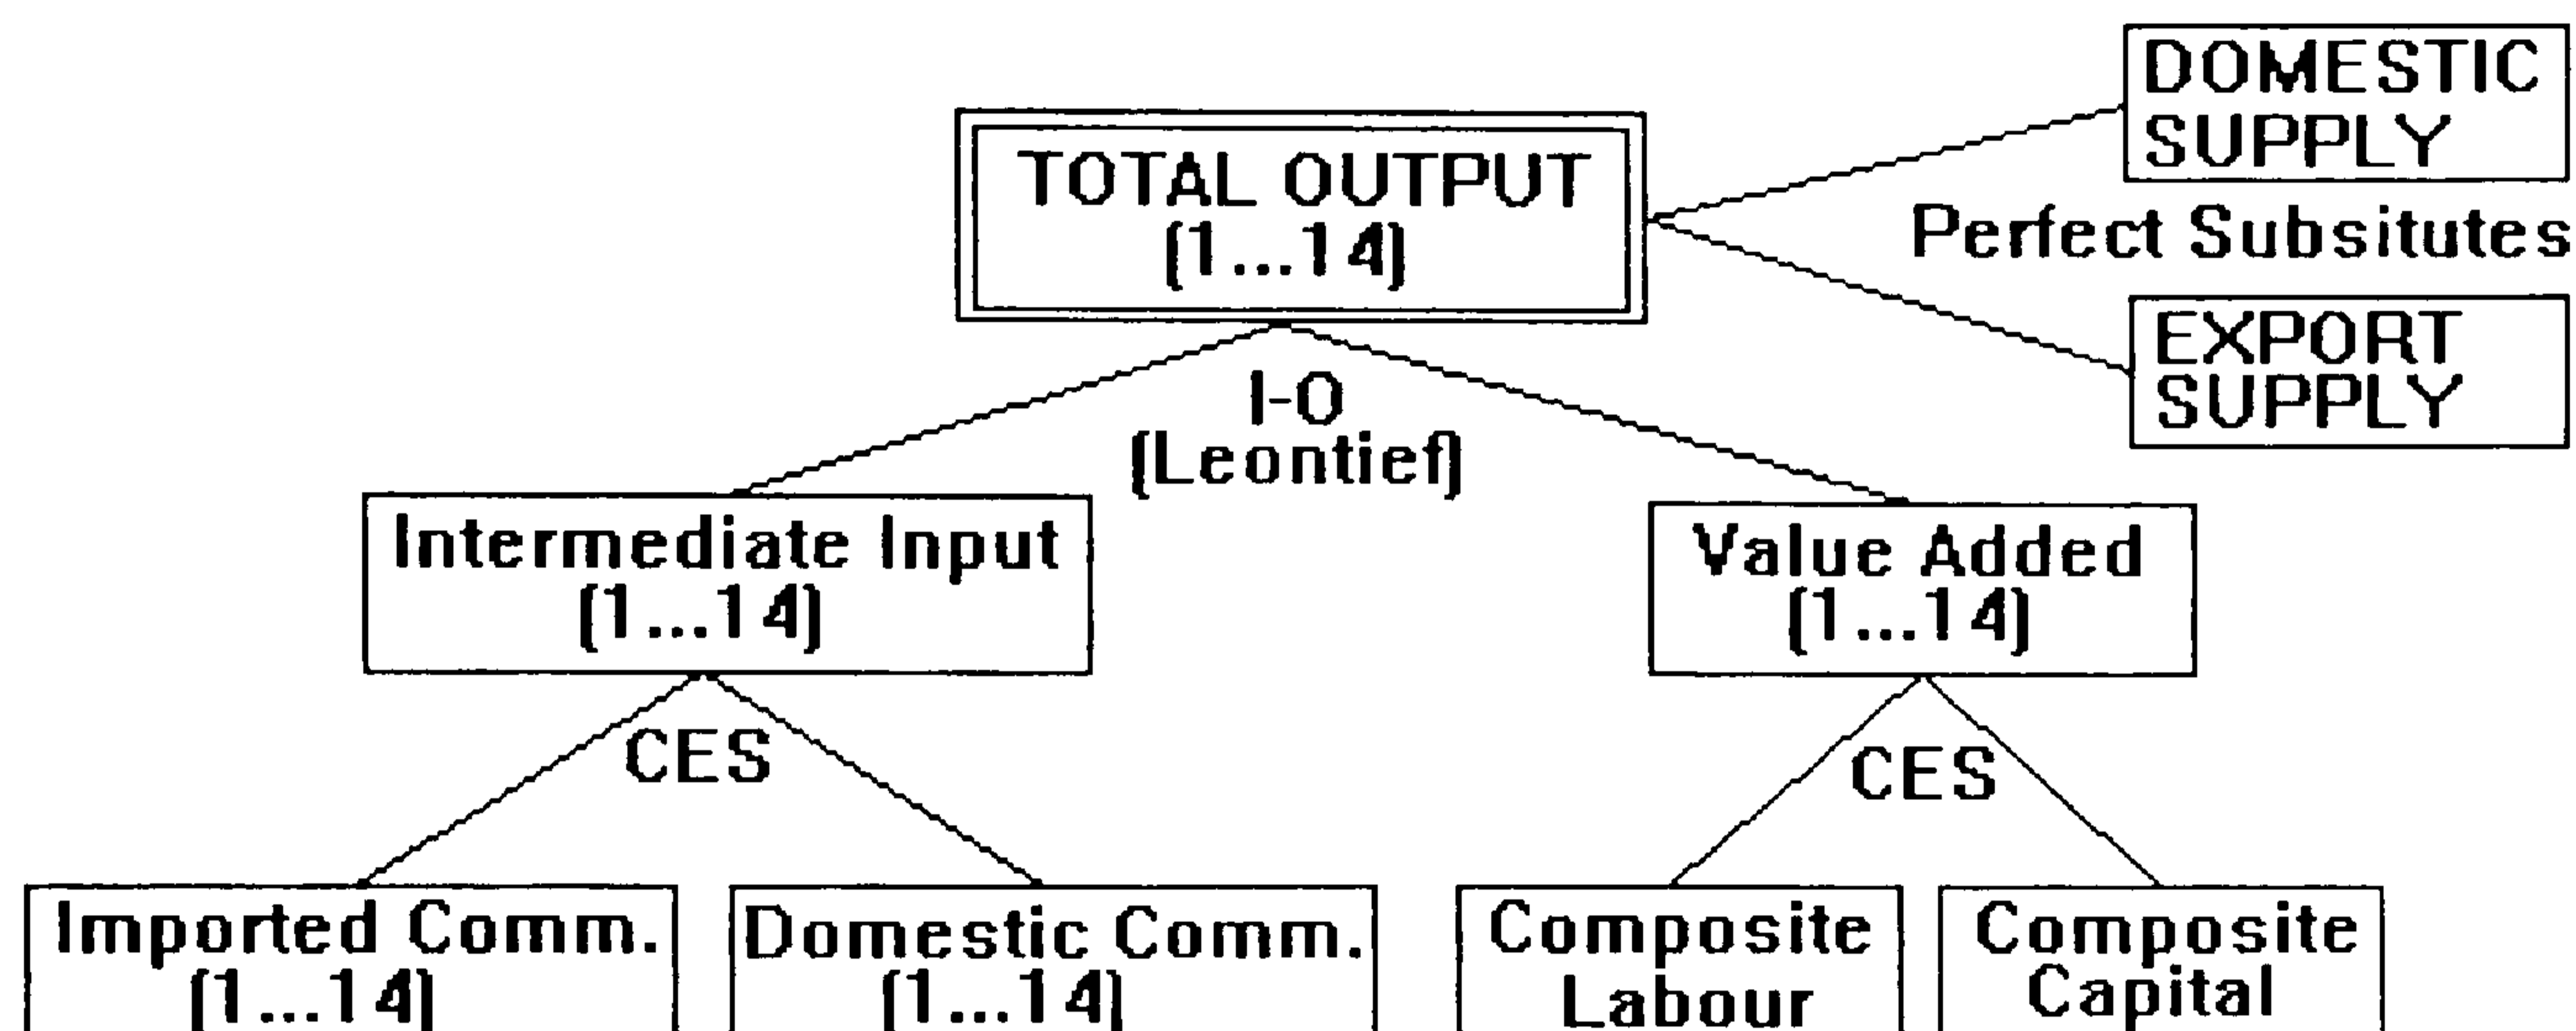 DOMESTIC
SUPPLY
TOTAL OUTPUT
(1...14)
Perfect Subsitutes
EXPORT
SUPPLY
I-O
(Leontief)
Intermediate Input
(1...14)
Value Added
(1...14)
CES
CES
Imported Comm.
(1...14)
Domestic Comm.
(1...14)
Composite
Labour
Composite
Capital